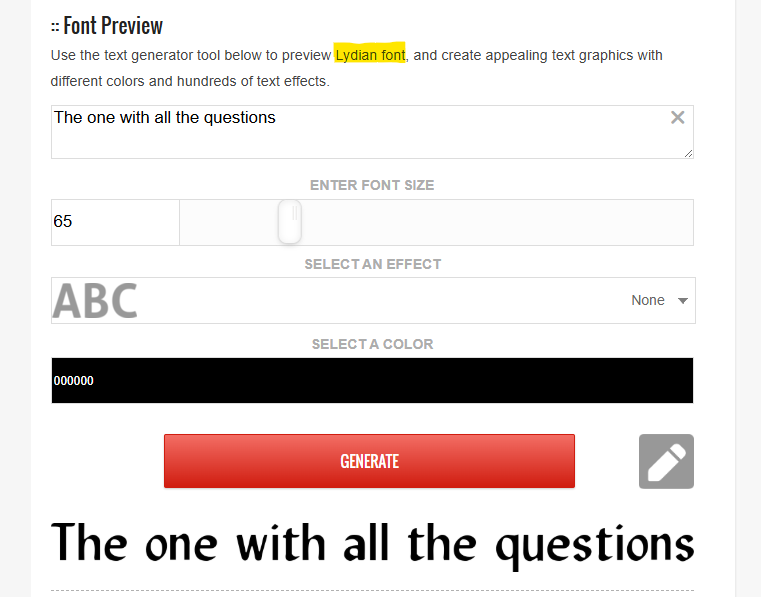 :: Font Preview
Use the text generator tool below to preview Lydian font, and create appealing text graphics with
different colors and hundreds of text effects.
The one with all the questions
ENTER FONT SIZE
65
SELECT AN EFFECT
ABC None
SELECT A COLOR
000000
GENERATE
The one with all the questions